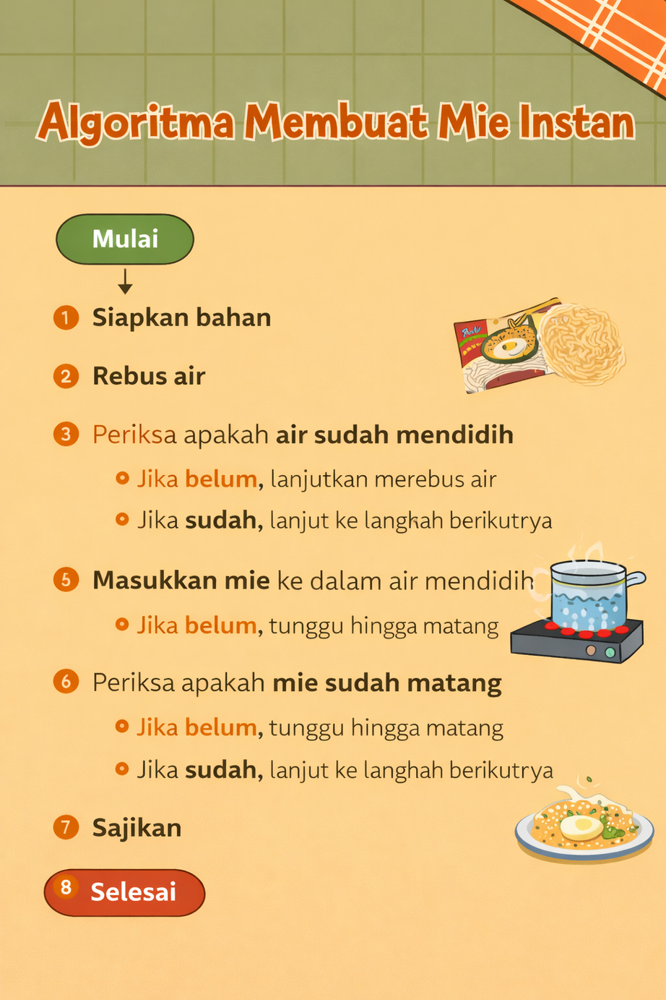 Algoritma Membuat Mie Instan
Mulai
1 Siapkan bahan
2 Rebus air
3 Periksa apakah air sudah mendidih
Jika belum, lanjutkan merebus air
Jika sudah, lanjut ke langkah berikutrya
5 Masukkan mie ke dalam air mendidih
Jika belum, tunggu hingga matang
6 Periksa apakah mie sudah matang
Jika belum, tunggu hingga matang
Jika sudah, lanjut ke langhah berikutrya
7 Sajikan
8 Selesai